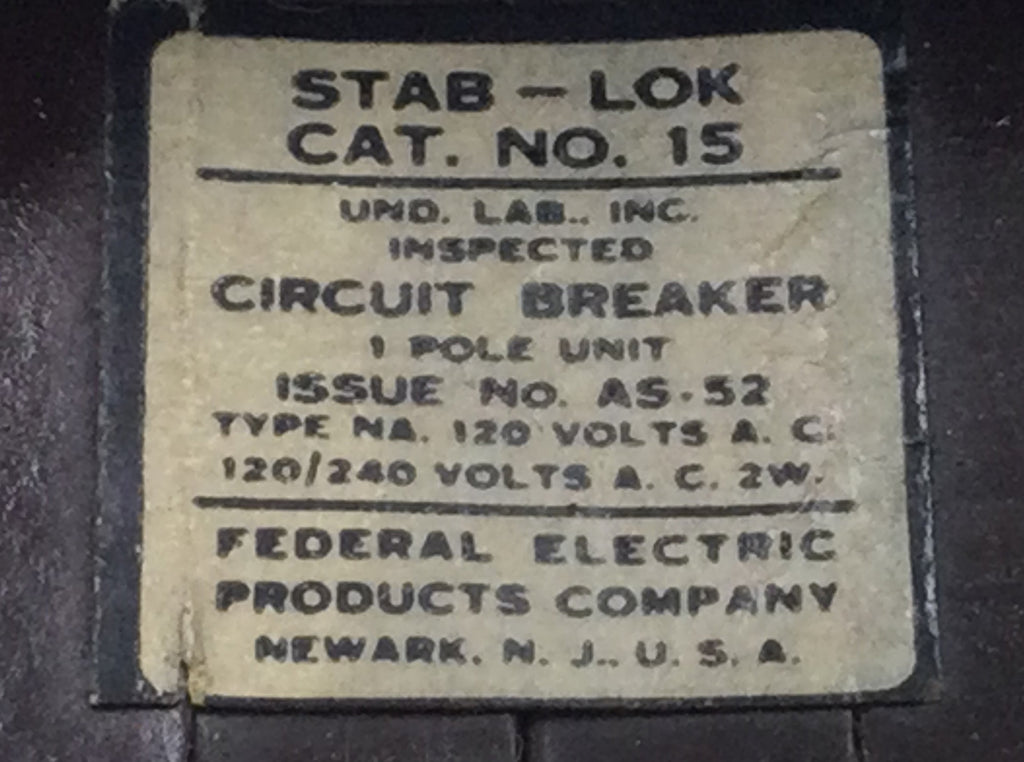 STAB - LOK
CAT. NO. 15
UND. LAB., INC.
INSPECTED
CIRCUIT BREAKER
1 POLE UNIT
ISSUE NO. AS-52
TYPE NA. 120 VOLTS A. C.
120/240 VOLTS A. C. 2W.
FEDERAL ELECTRIC
PRODUCTS COMPANY
NEWARK. N. J., U. S. A.